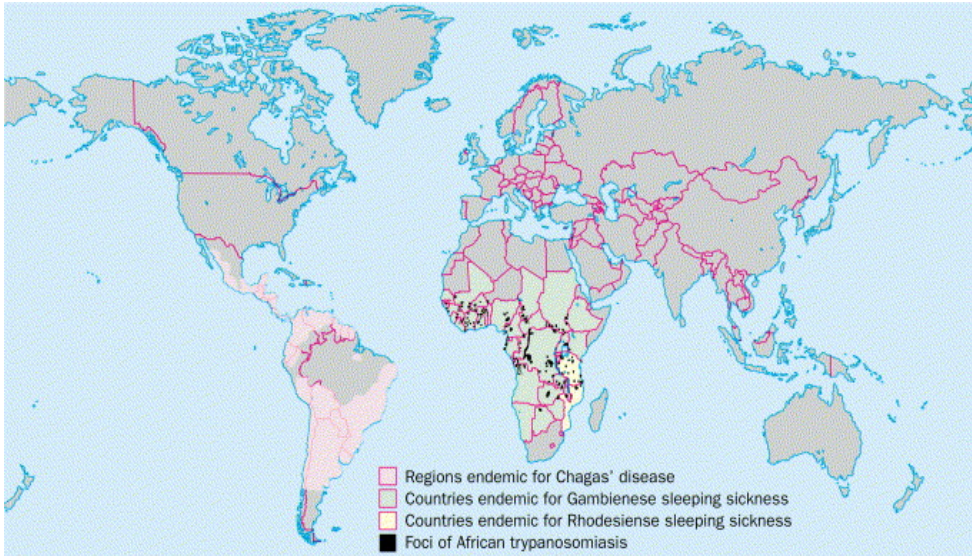 Regions endemic for Chagas' disease
Countries endemic for Gambienese sleeping sickness
Countries endemic for Rhodesiense sleeping sickness
Foci of African trypanosomiasis